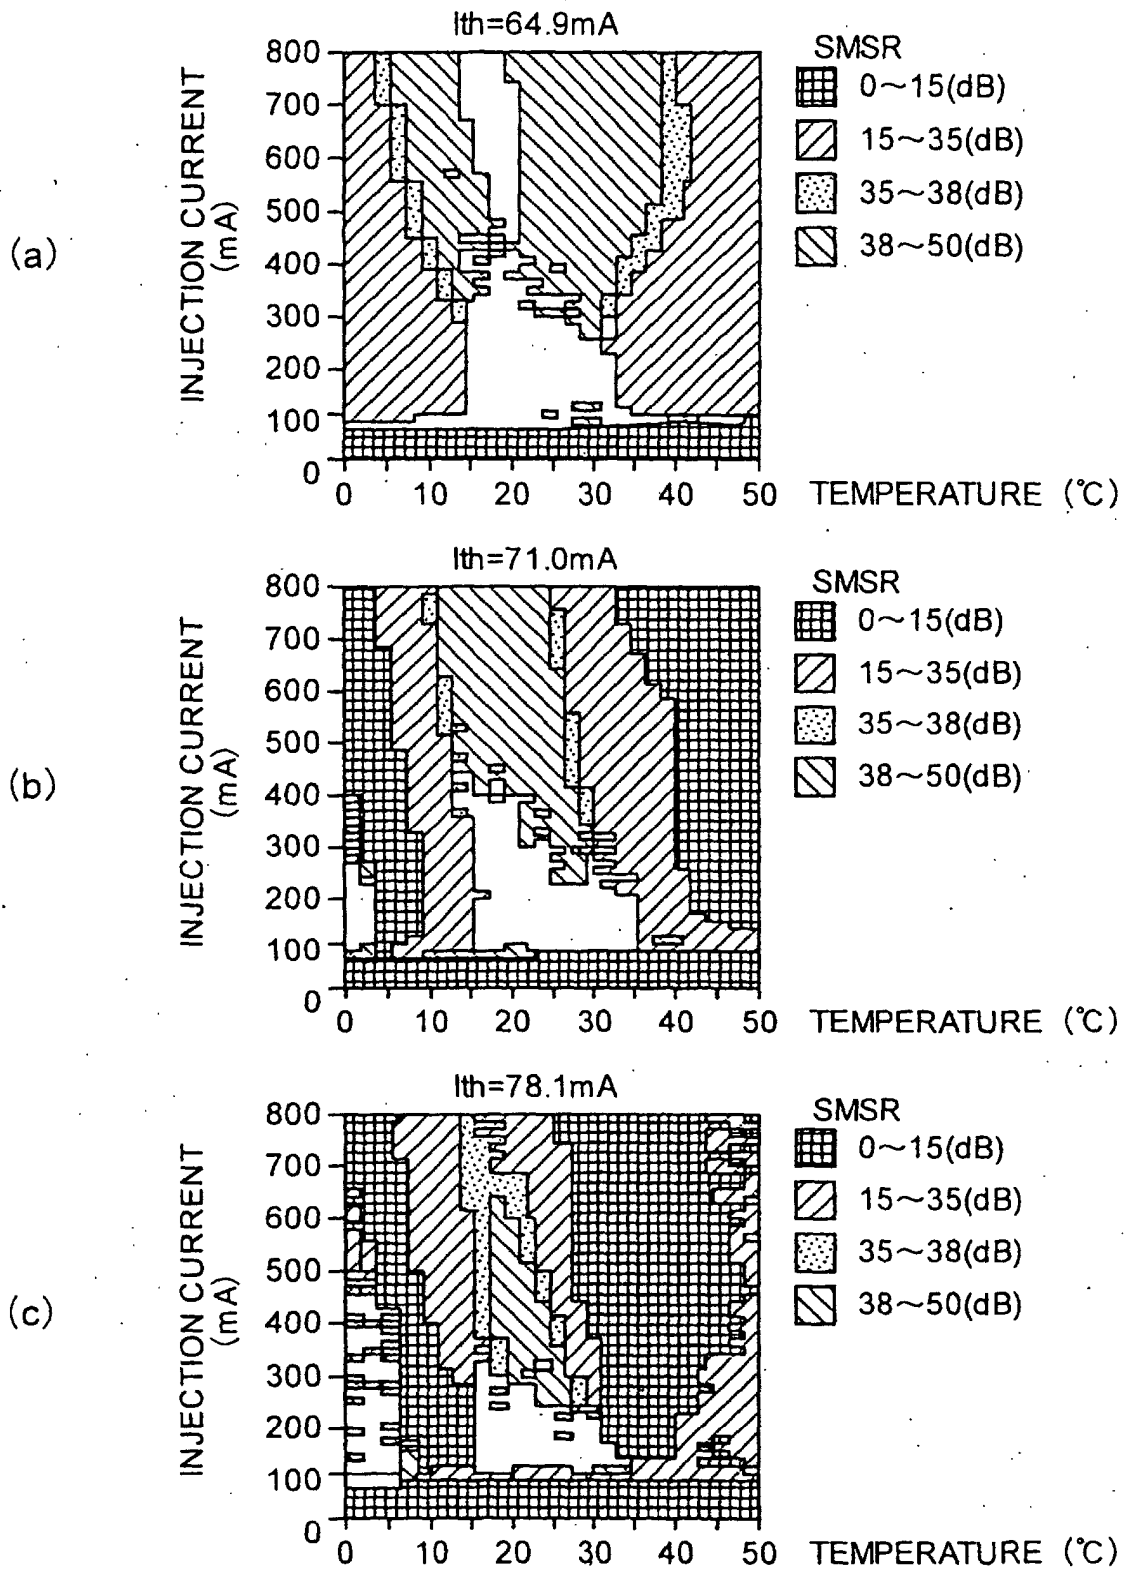 (a)
Ith=64.9mA
INJECTION CURRENT
(mA)
800
700
600
500
400
300
200
100
0
0 10 20 30 40 50
TEMPERATURE (℃)
SMSR
0~15(dB)
15~35(dB)
35~38(dB)
38~50(dB)
(b)
Ith=71.0mA
INJECTION CURRENT
(mA)
800
700
600
500
400
300
200
100
0
0 10 20 30 40 50
TEMPERATURE (℃)
SMSR
0~15(dB)
15~35(dB)
35~38(dB)
38~50(dB)
(c)
Ith=78.1mA
INJECTION CURRENT
(mA)
800
700
600
500
400
300
200
100
0
0 10 20 30 40 50
TEMPERATURE (℃)
SMSR
0~15(dB)
15~35(dB)
35~38(dB)
38~50(dB)